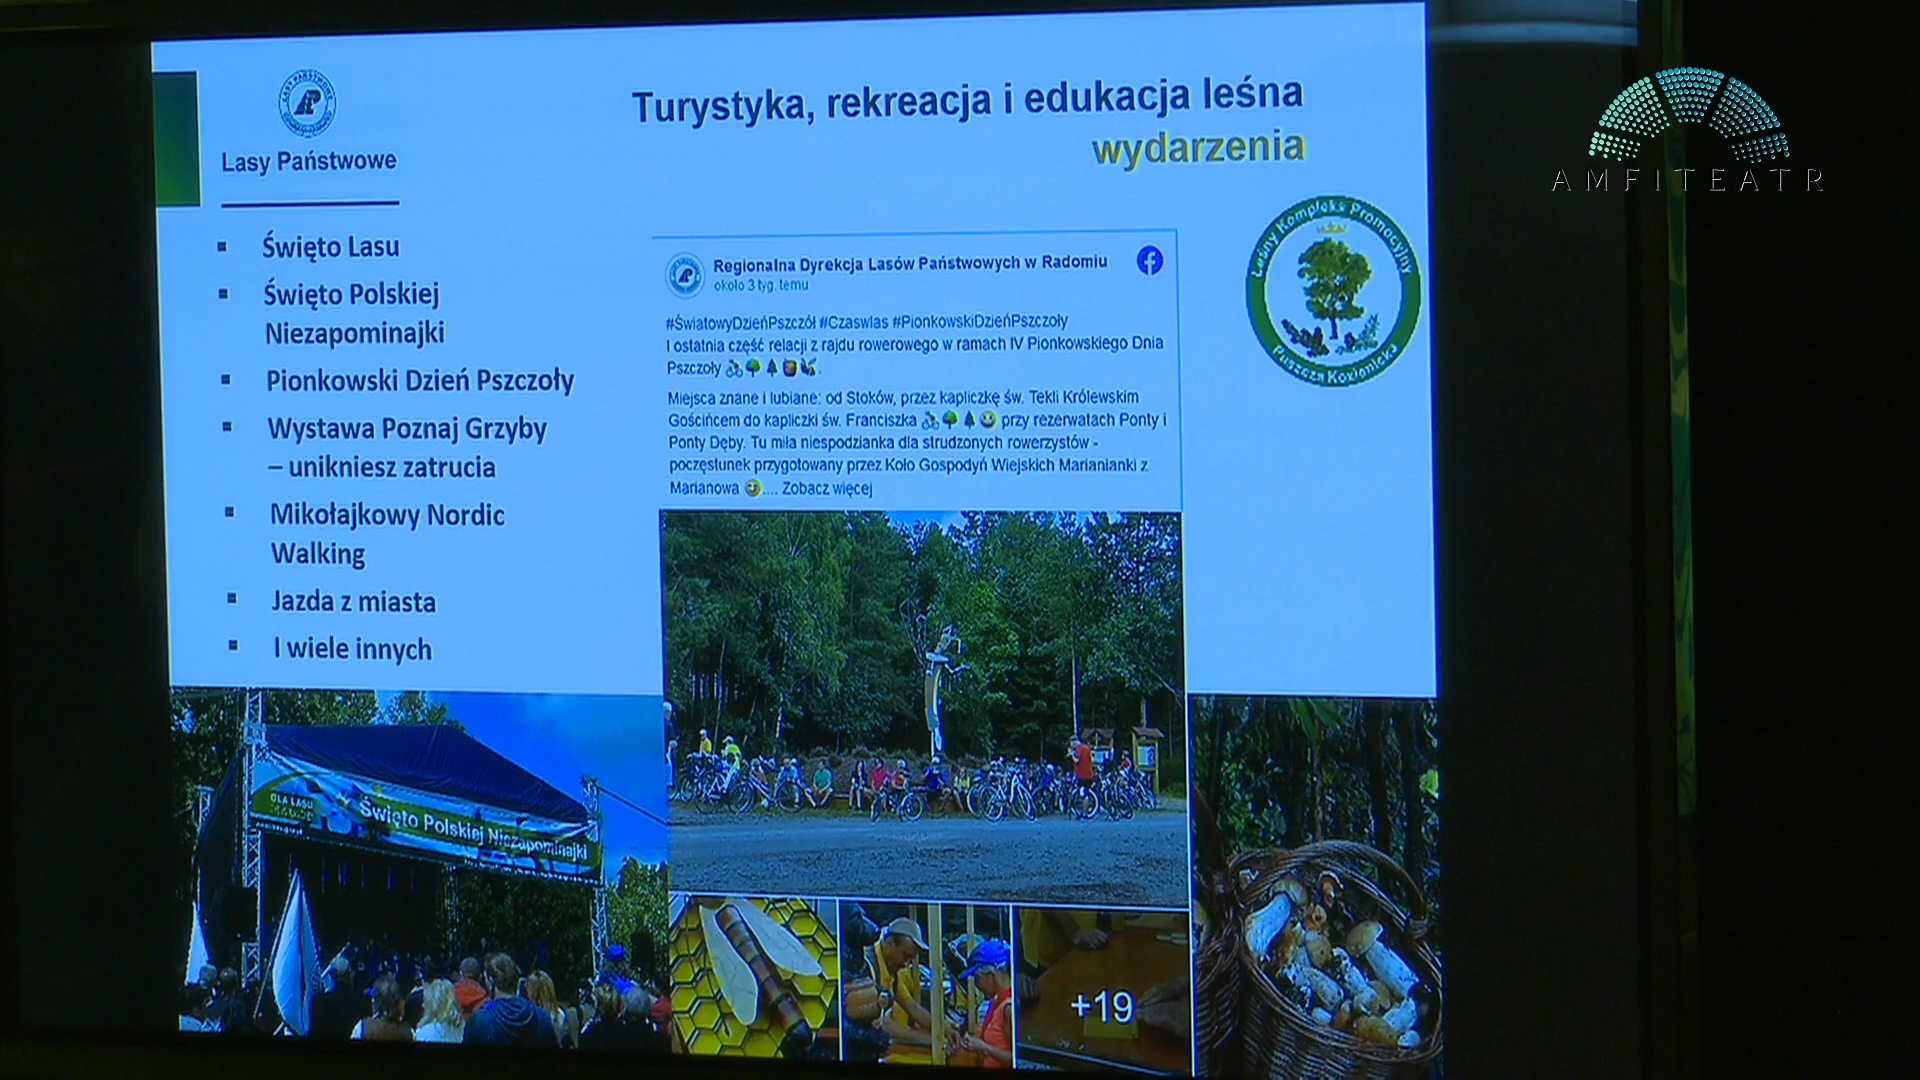 Lasy Państwowe
Turystyka, rekreacja i edukacja leśna
wydarzenia
AMFITEATR
Leśny Kompleks Promocyjny
Puszcza Kozienicka
▪ Święto Lasu
▪ Święto Polskiej
Niezapominajki
▪ Pionkowski Dzień Pszczoły
▪ Wystawa Poznaj Grzyby
– unikniesz zatrucia
▪ Mikołajkowy Nordic
Walking
▪ Jazda z miasta
▪ I wiele innych
Regionalna Dyrekcja Lasów Państwowych w Radomiu
około 3 tyg. temu
#ŚwiatowyDzieńPszczół #Czaswlas #PionkowskiDzieńPszczoły
I ostatnia część relacji z rajdu rowerowego w ramach IV Pionkowskiego Dnia
Pszczoły
Miejsca znane i lubiane: od Stoków, przez kapliczkę św. Tekli Królewskim
Gościńcem do kapliczki św. Franciszka przy rezerwatach Ponty i
Ponty Dęby. Tu miła niespodzianka dla strudzonych rowerzystów -
poczęstunek przygotowany przez Koło Gospodyń Wiejskich Marianianki z
Marianowa .... Zobacz więcej
DLA LASU
Święto Polskiej Niezapominajki
+19